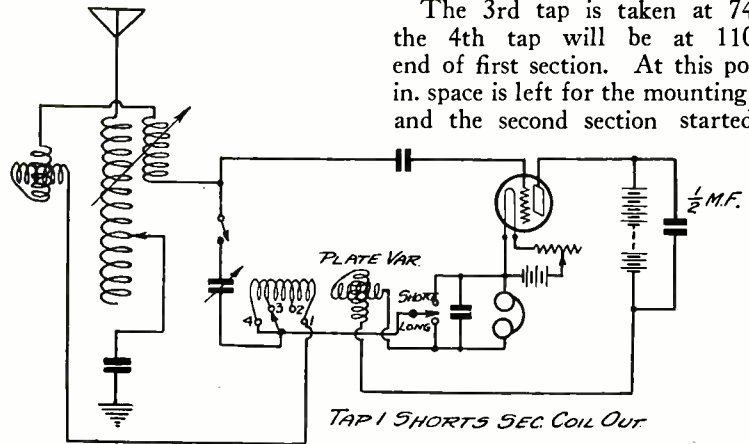 The 3rd tap is taken at 74
the 4th tap will be at 110
end of first section. At this po
in. space is left for the mounting
and the second section started
½ M.F.
PLATE VAR.
SHORT
LONG
4 3 2 1
TAP 1 SHORTS SEC. COIL OUT.